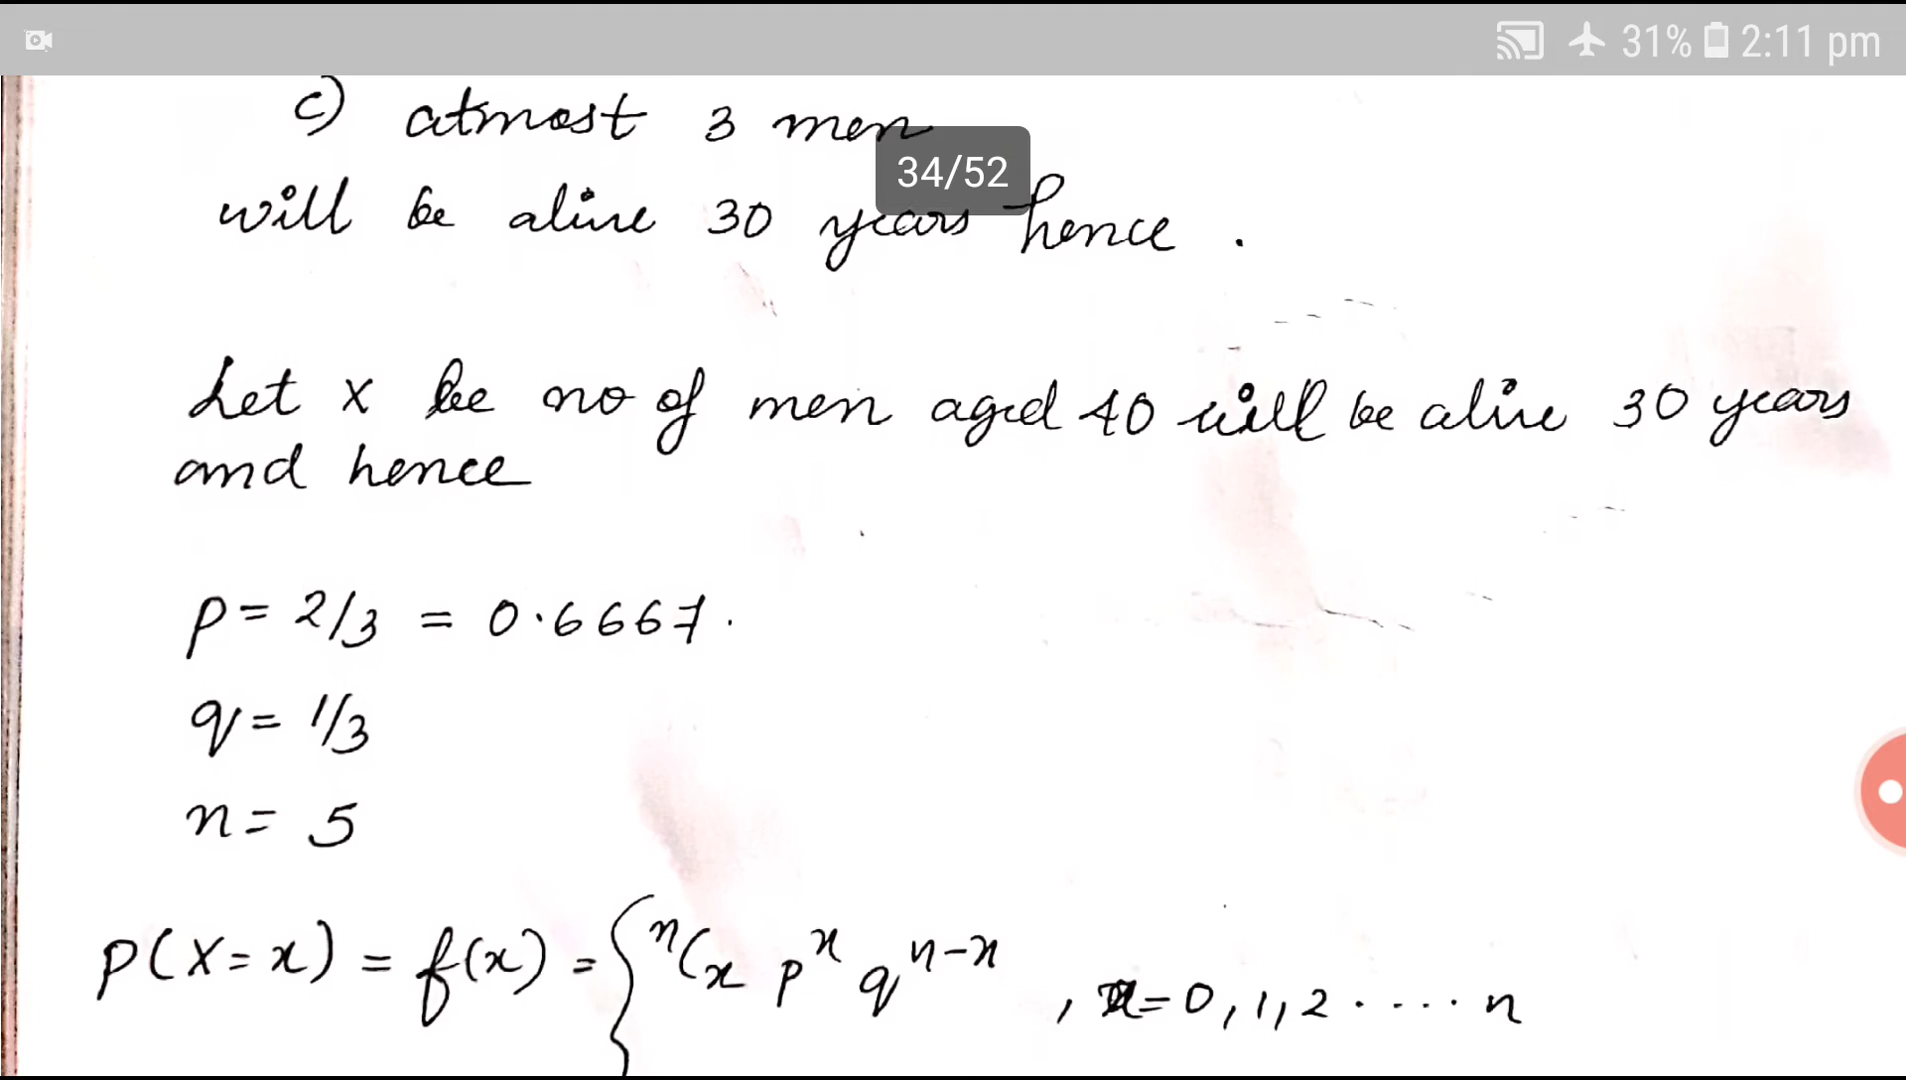 31% 2:11 pm
c) atmost 3 men
34/52
will be alive 30 years hence .
Let X be no of men aged 40 will be alive 30 years
and hence
p = 2/3 = 0.6667.
q = 1/3
n = 5
P(X=x) = f(x) = { ⁿCₓ pˣ qⁿ⁻ˣ , x=0,1,2 ..... n